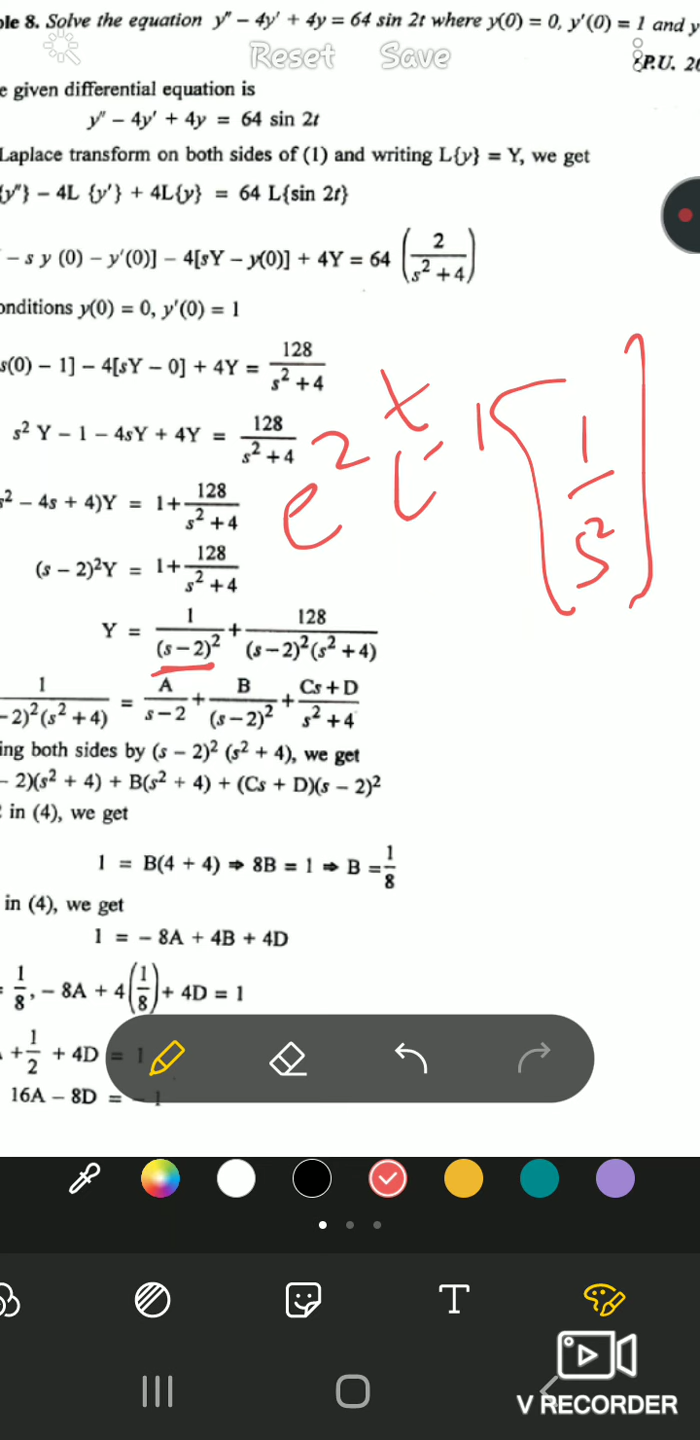 ole 8. Solve the equation y″ – 4y′ + 4y = 64 sin 2t where y(0) = 0, y′(0) = 1 and y
Reset Save
P.U. 20
e given differential equation is
y″ – 4y′ + 4y = 64 sin 2t
Laplace transform on both sides of (1) and writing L{y} = Y, we get
{y″} – 4L {y′} + 4L{y} = 64 L{sin 2t}
– s y (0) – y′(0)] – 4[sY – y(0)] + 4Y = 64 (2/(s² + 4))
onditions y(0) = 0, y′(0) = 1
s(0) – 1] – 4[sY – 0] + 4Y = 128/(s² + 4)
s² Y – 1 – 4sY + 4Y = 128/(s² + 4)
e^2t L⁻¹ [1/s²]
s² – 4s + 4)Y = 1 + 128/(s² + 4)
(s – 2)²Y = 1 + 128/(s² + 4)
Y = 1/(s – 2)² + 128/((s – 2)²(s² + 4))
1/(– 2)²(s² + 4) = A/(s – 2) + B/(s – 2)² + (Cs + D)/(s² + 4)
ing both sides by (s – 2)² (s² + 4), we get
– 2)(s² + 4) + B(s² + 4) + (Cs + D)(s – 2)²
in (4), we get
1 = B(4 + 4) ⇒ 8B = 1 ⇒ B = 1/8
in (4), we get
1 = – 8A + 4B + 4D
= 1/8, – 8A + 4(1/8) + 4D = 1
+ 1/2 + 4D = 1
16A – 8D = – 1
T
V RECORDER